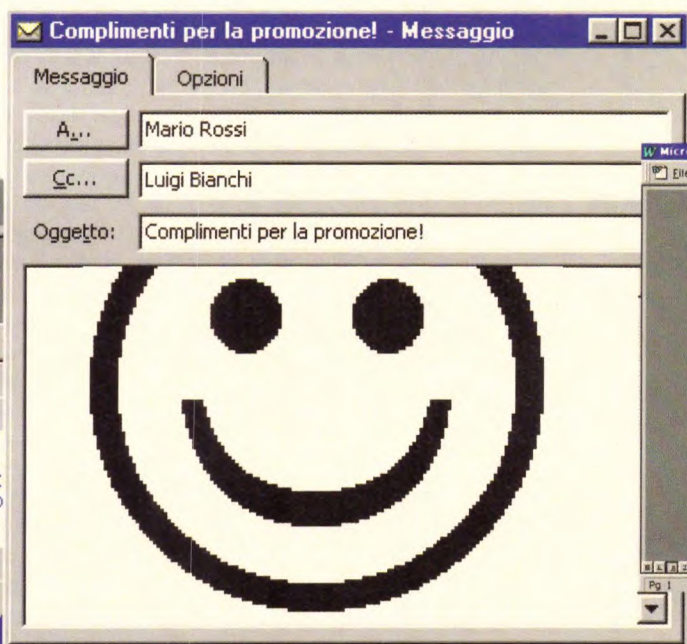 Complimenti per la promozione! - Messaggio
Messaggio Opzioni
A... Mario Rossi
Cc... Luigi Bianchi
Oggetto: Complimenti per la promozione!
Pg 1